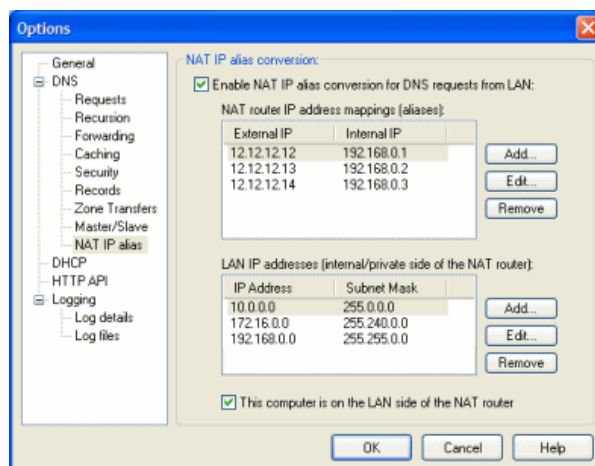 Options
General
DNS
Requests
Recursion
Forwarding
Caching
Security
Records
Zone Transfers
Master/Slave
NAT IP alias
DHCP
HTTP API
Logging
Log details
Log files
NAT IP alias conversion:
Enable NAT IP alias conversion for DNS requests from LAN:
NAT router IP address mappings (aliases):
External IP Internal IP
12.12.12.12 192.168.0.1
12.12.12.13 192.168.0.2
12.12.12.14 192.168.0.3
Add...
Edit...
Remove
LAN IP addresses (internal/private side of the NAT router):
IP Address Subnet Mask
10.0.0.0 255.0.0.0
172.16.0.0 255.240.0.0
192.168.0.0 255.255.0.0
Add...
Edit...
Remove
This computer is on the LAN side of the NAT router
OK Cancel Help